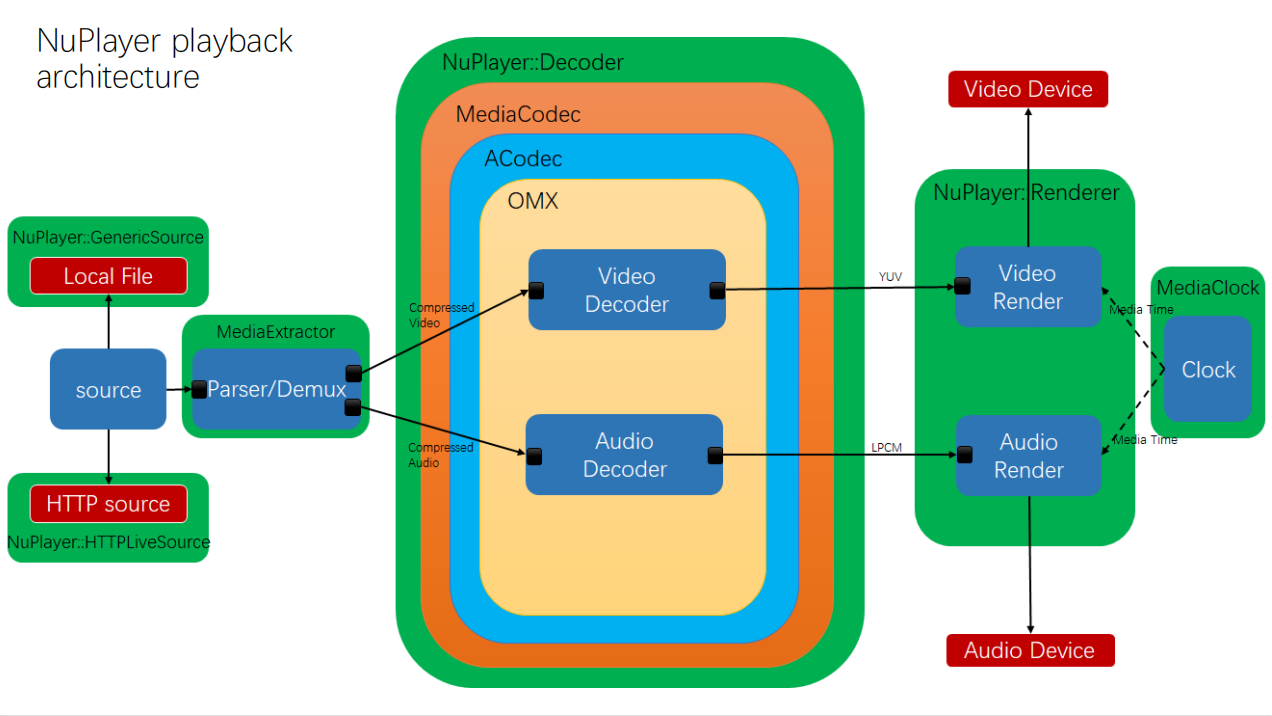 NuPlayer playback
architecture
NuPlayer::Decoder
MediaCodec
ACodec
OMX
Video
Decoder
Audio
Decoder
NuPlayer::GenericSource
Local File
source
HTTP source
NuPlayer::HTTPLiveSource
MediaExtractor
Parser/Demux
Compressed
Video
Compressed
Audio
YUV
LPCM
Video Device
NuPlayer::Renderer
Video
Render
Audio
Render
Audio Device
MediaClock
Media Time
Clock
Media Time